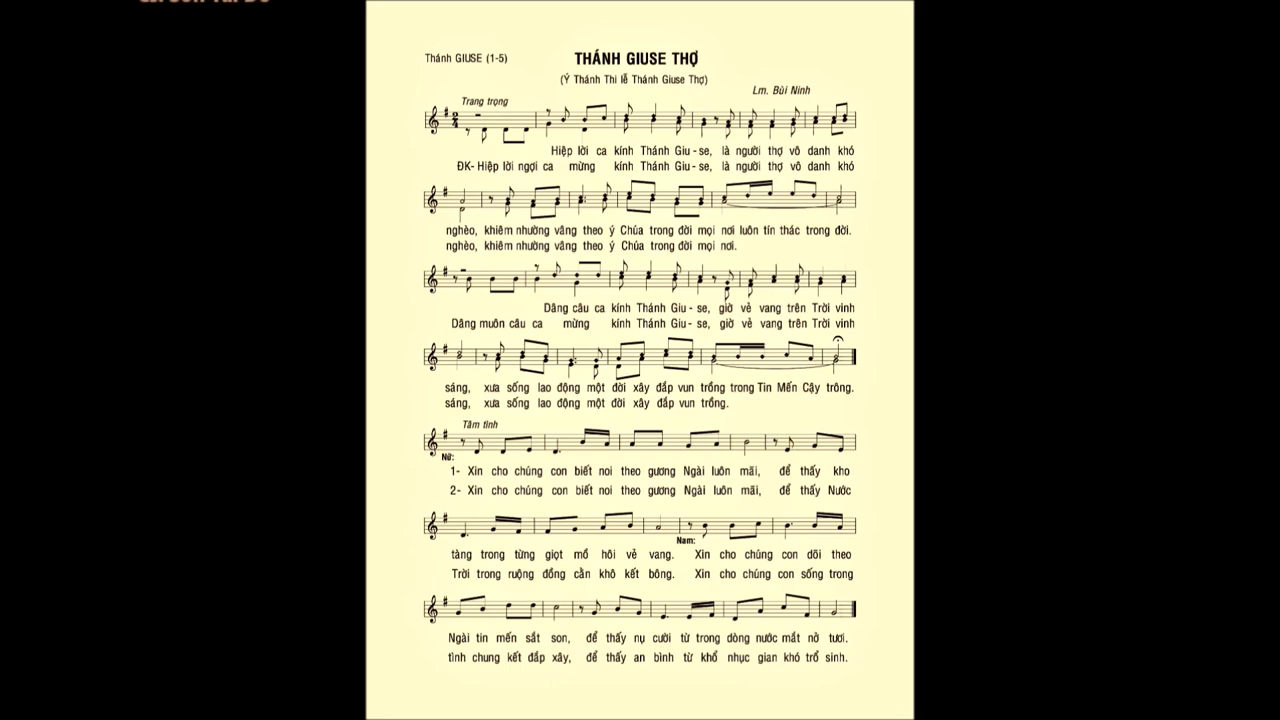 Thánh GIUSE (1-5)
THÁNH GIUSE THỢ
(Ý Thánh Thi lễ Thánh Giuse Thợ)
Lm. Bùi Ninh
Trang trọng
Hiệp lời ca kính Thánh Giu - se, là người thợ vô danh khó
ĐK- Hiệp lời ngợi ca mừng kính Thánh Giu - se, là người thợ vô danh khó
nghèo, khiêm nhường vâng theo ý Chúa trong đời mọi nơi luôn tín thác trong đời.
nghèo, khiêm nhường vâng theo ý Chúa trong đời mọi nơi.
Dâng câu ca kính Thánh Giu - se, giờ vẻ vang trên Trời vinh
Dâng muôn câu ca mừng kính Thánh Giu - se, giờ vẻ vang trên Trời vinh
sáng, xưa sống lao động một đời xây đắp vun trồng trong Tin Mến Cậy trông.
sáng, xưa sống lao động một đời xây đắp vun trồng.
Tâm tình
Nữ:
1- Xin cho chúng con biết noi theo gương Ngài luôn mãi, để thấy kho
2- Xin cho chúng con biết noi theo gương Ngài luôn mãi, để thấy Nước
Nam:
tàng trong từng giọt mồ hôi vẻ vang. Xin cho chúng con dõi theo
Trời trong ruộng đồng cằn khô kết bông. Xin cho chúng con sống trong
Ngài tin mến sắt son, để thấy nụ cười từ trong dòng nước mắt nở tươi.
tình chung kết đắp xây, để thấy an bình từ khổ nhục gian khó trổ sinh.